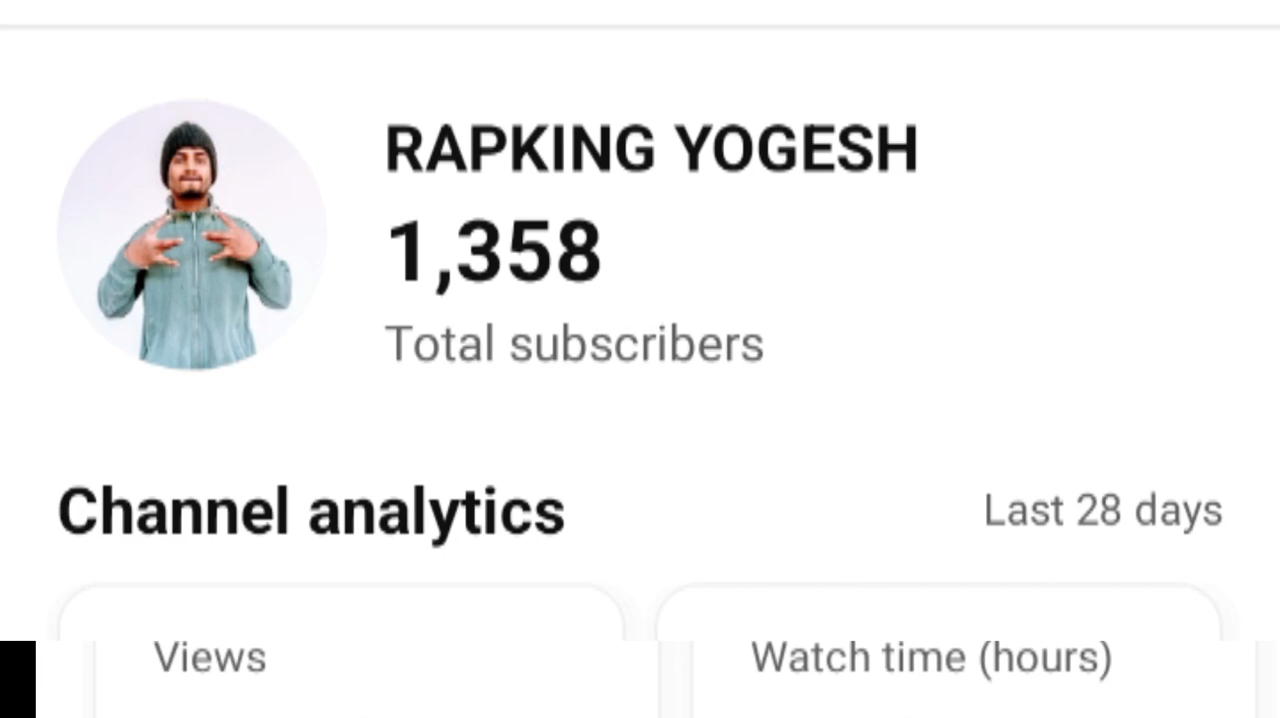 RAPKING YOGESH
1,358
Total subscribers
Channel analytics
Last 28 days
Views
Watch time (hours)